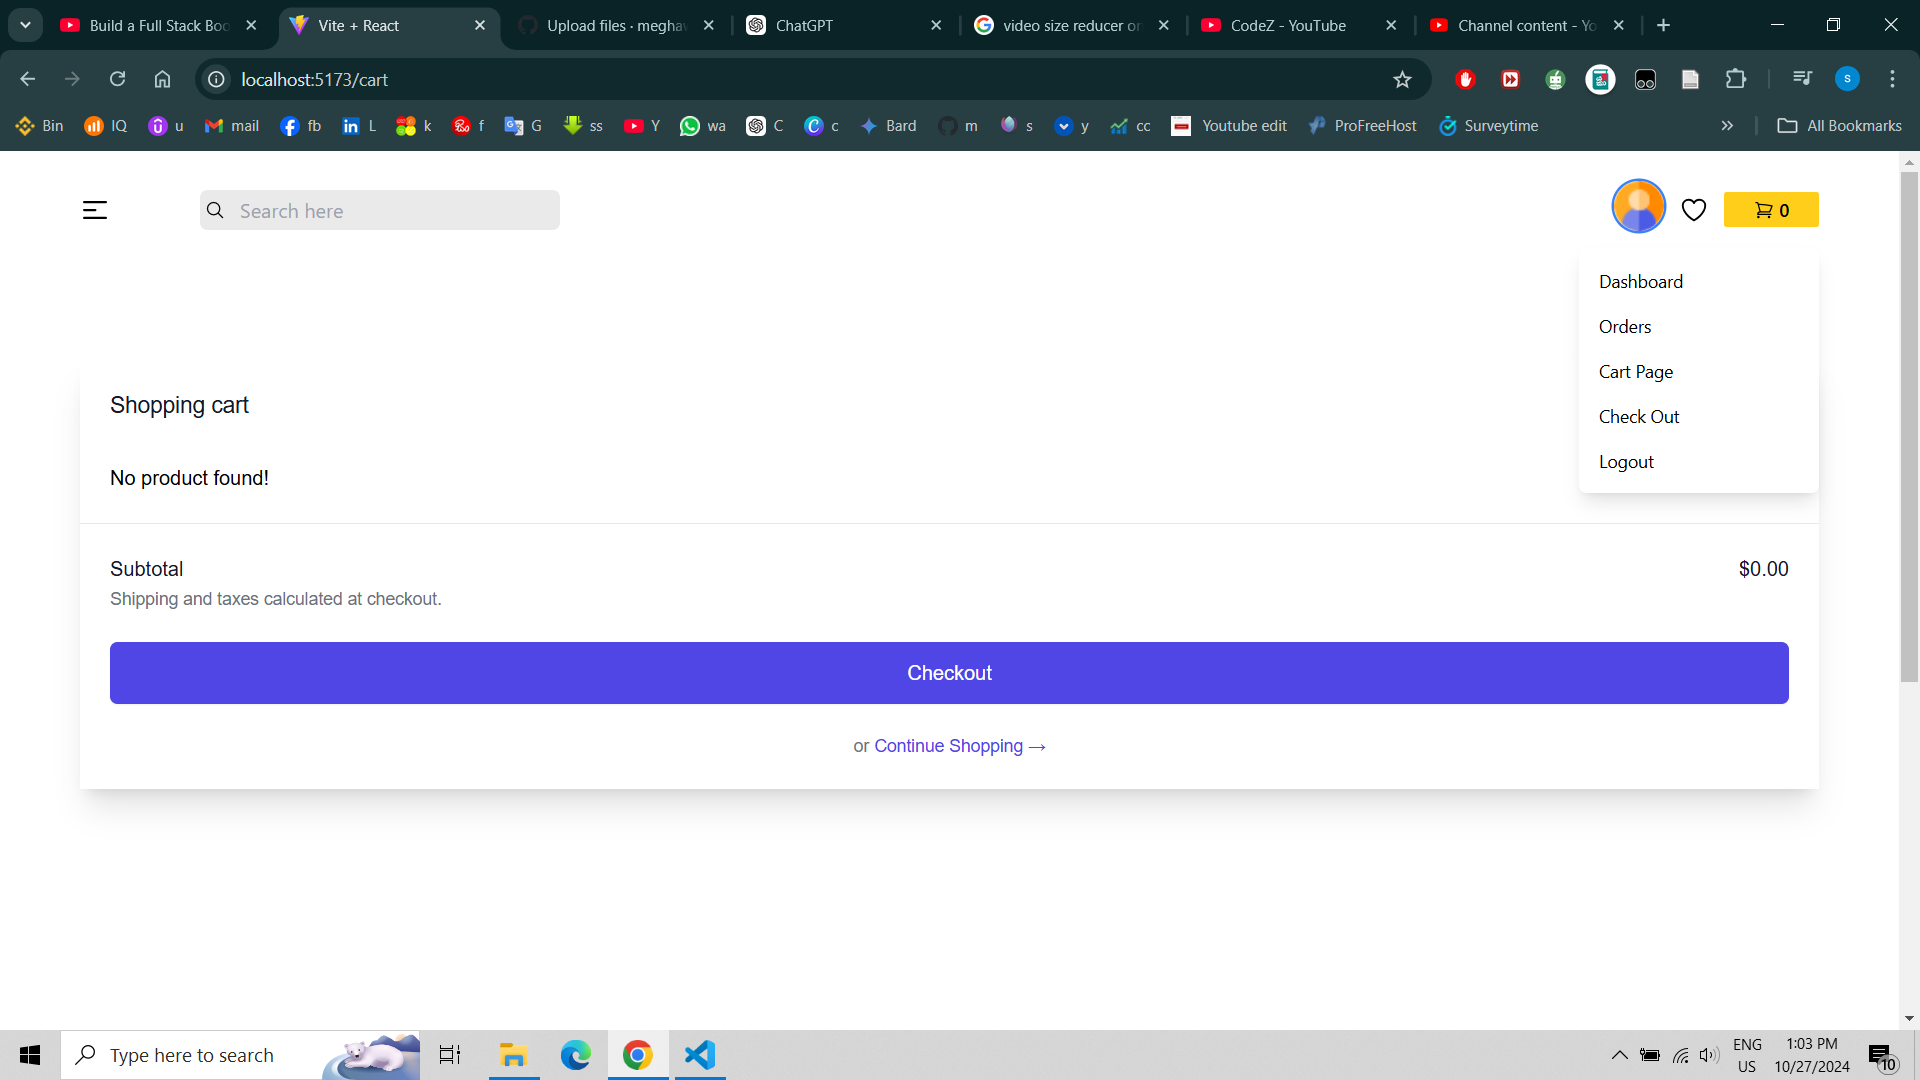 Build a Full Stack Boo
Vite + React
Upload files · meghaw
ChatGPT
video size reducer on
CodeZ - YouTube
Channel content - Yo
localhost:5173/cart
S
Bin
IQ
u
mail
fb
L
k
f
G
ss
Y
wa
C
c
Bard
m
s
y
cc
Youtube edit
ProFreeHost
Surveytime
All Bookmarks
Search here
0
Dashboard
Orders
Cart Page
Check Out
Logout
Shopping cart
No product found!
Subtotal
$0.00
Shipping and taxes calculated at checkout.
Checkout
or Continue Shopping →
Type here to search
ENG
US
1:03 PM
10/27/2024
10